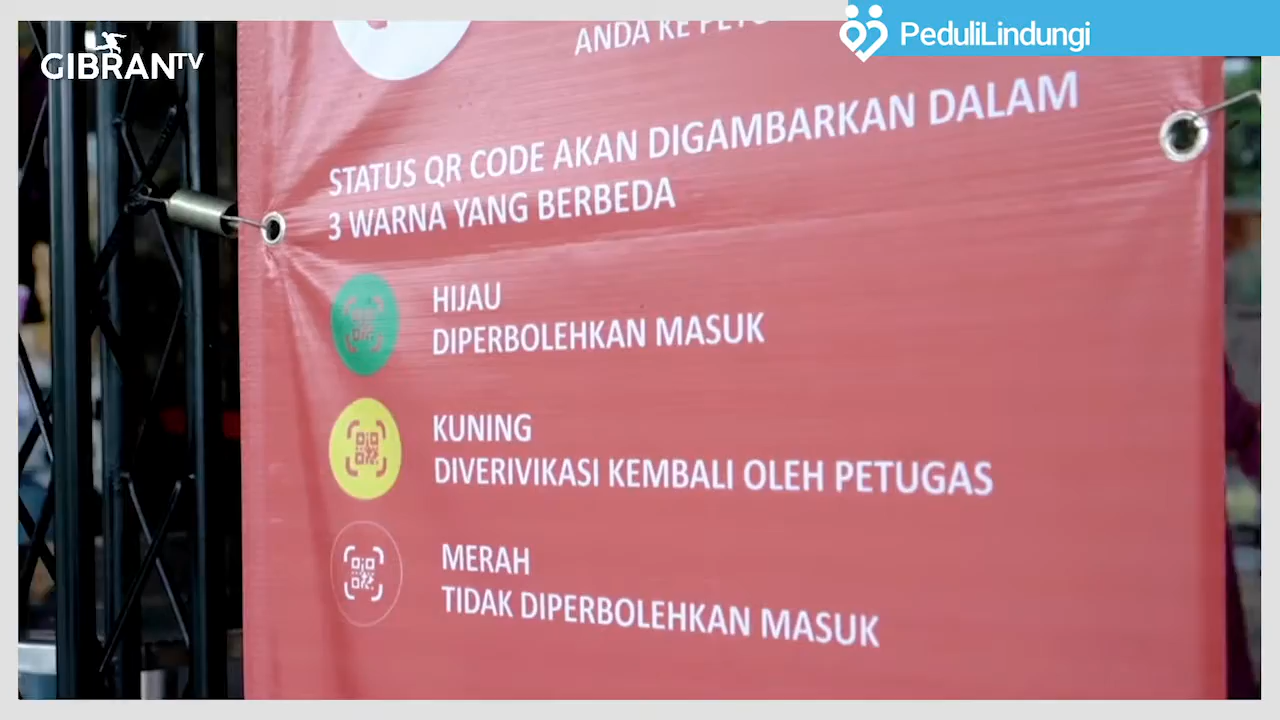 GIBRANTV
PeduliLindungi
ANDA KE
STATUS QR CODE AKAN DIGAMBARKAN DALAM
3 WARNA YANG BERBEDA
HIJAU
DIPERBOLEHKAN MASUK
KUNING
DIVERIVIKASI KEMBALI OLEH PETUGAS
MERAH
TIDAK DIPERBOLEHKAN MASUK